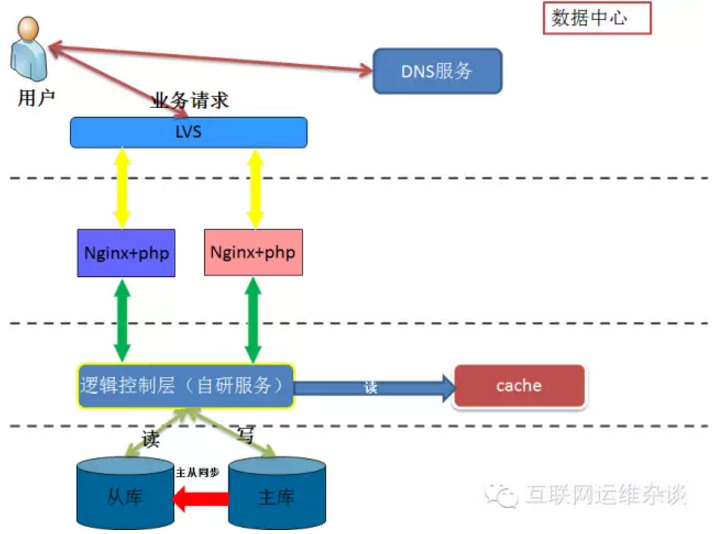 数据中心
DNS服务
用户
业务请求
LVS
Nginx+php
Nginx+php
逻辑控制层（自研服务）
读
cache
读
写
主从同步
从库
主库
互联网运维杂谈